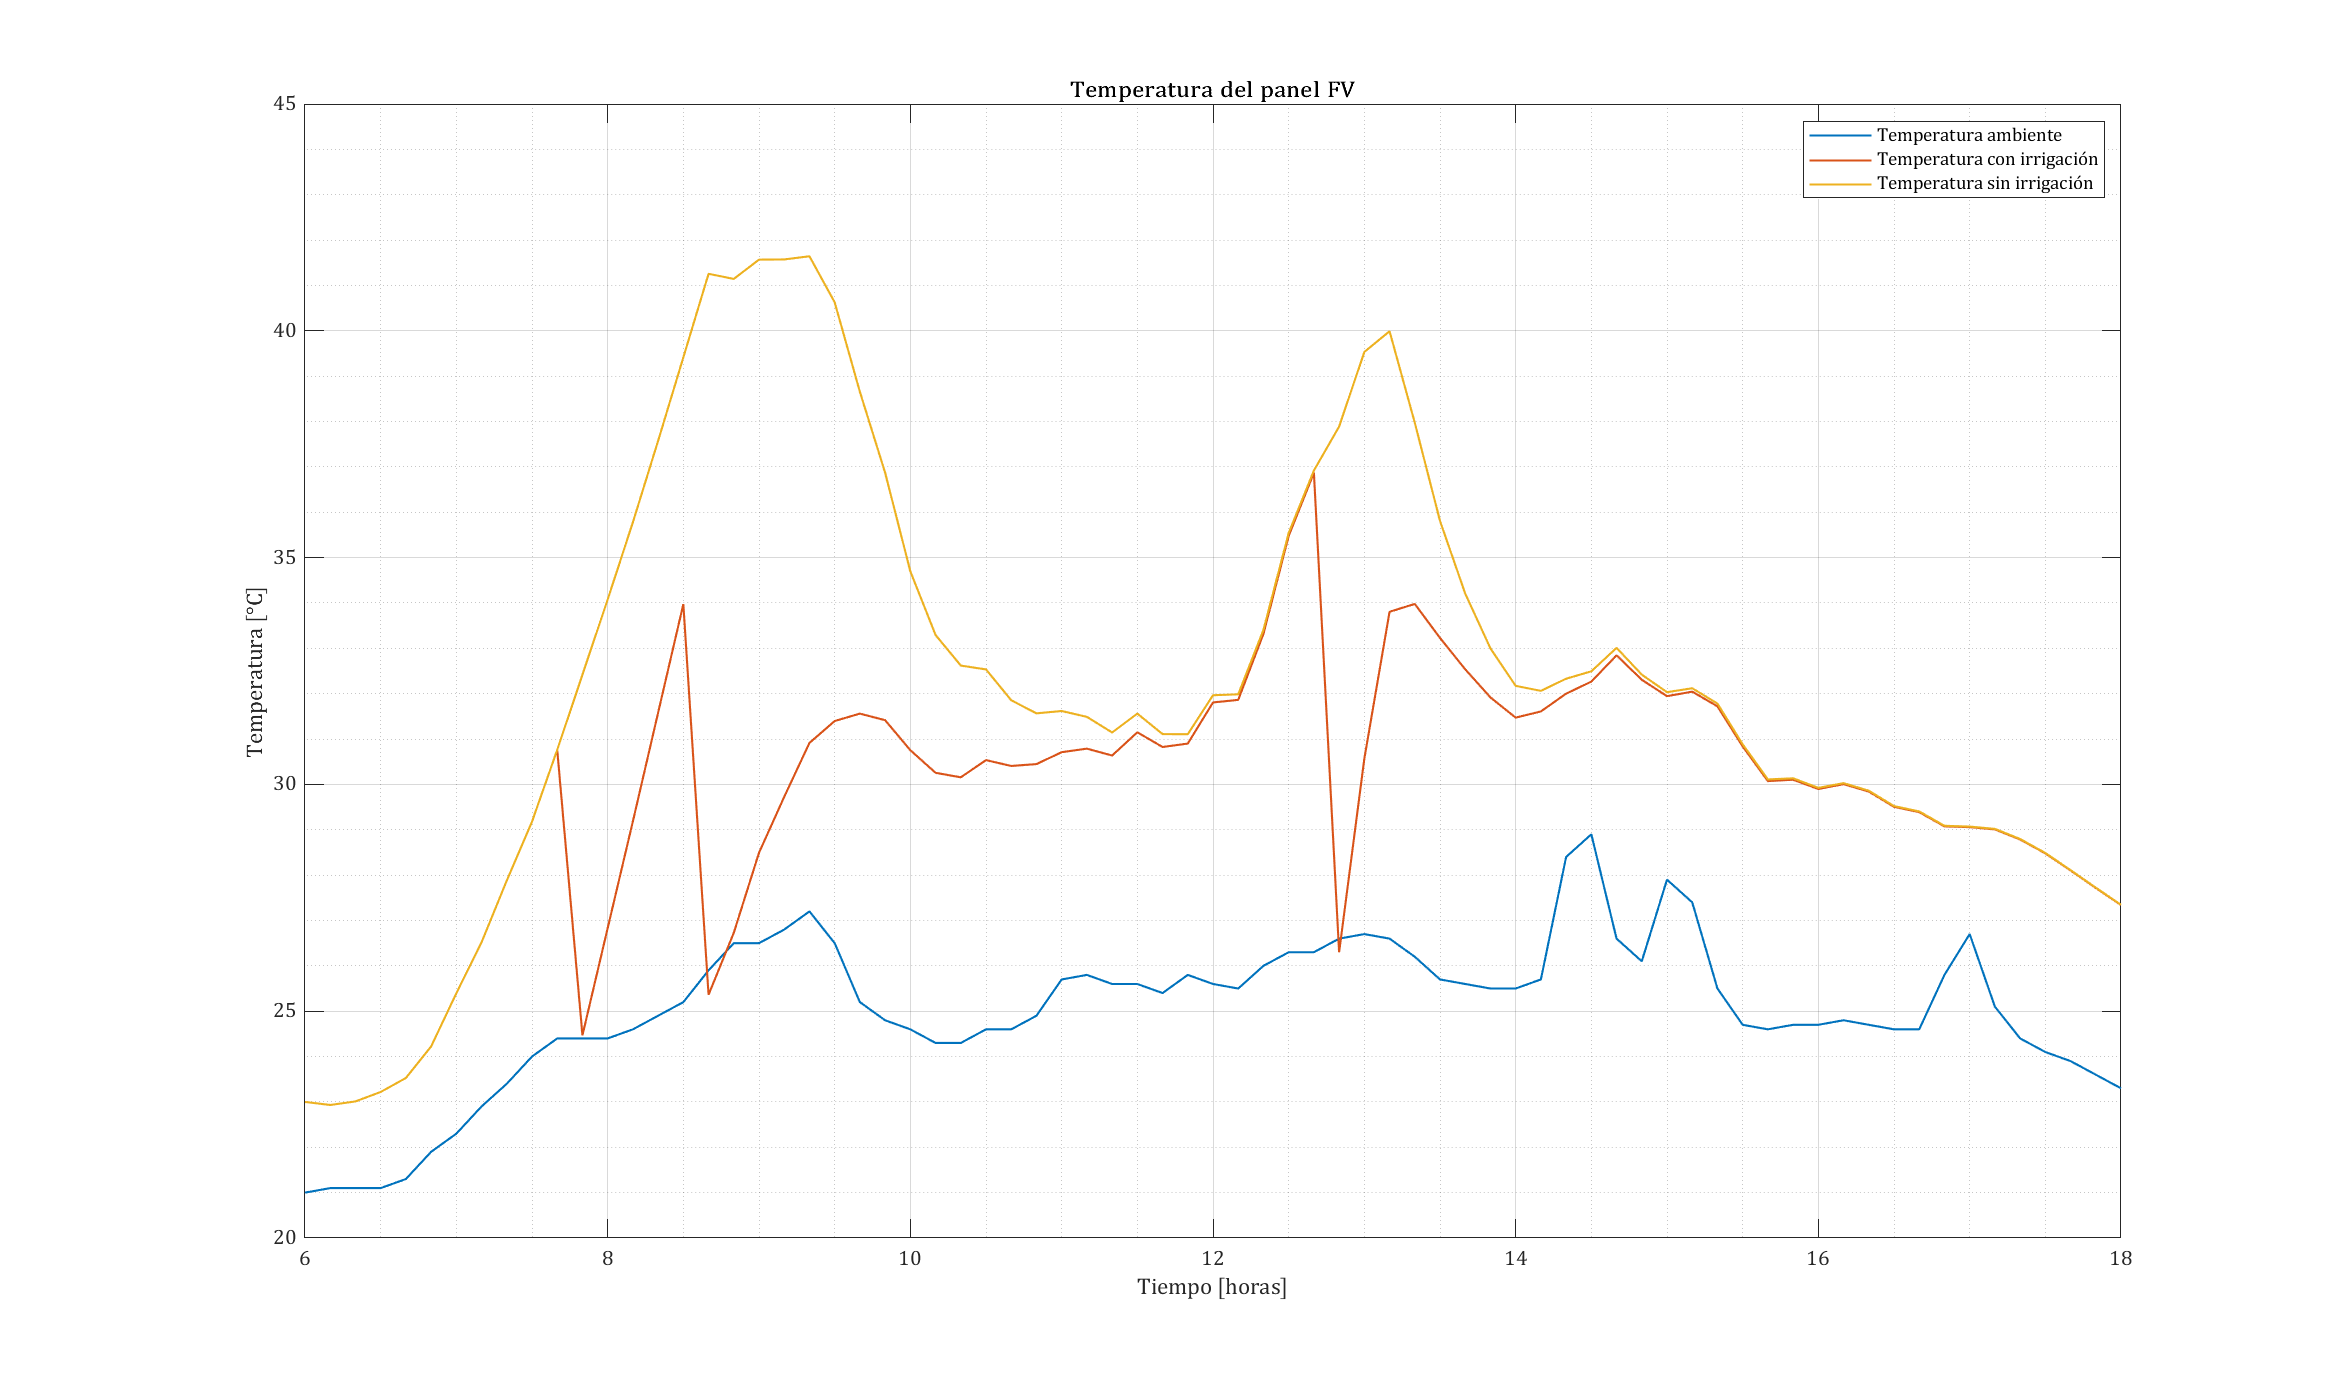 Temperatura del panel FV
45
40
35
30
25
20
Temperatura [°C]
Temperatura ambiente
Temperatura con irrigación
Temperatura sin irrigación
6 8 10 12 14 16 18
Tiempo [horas]